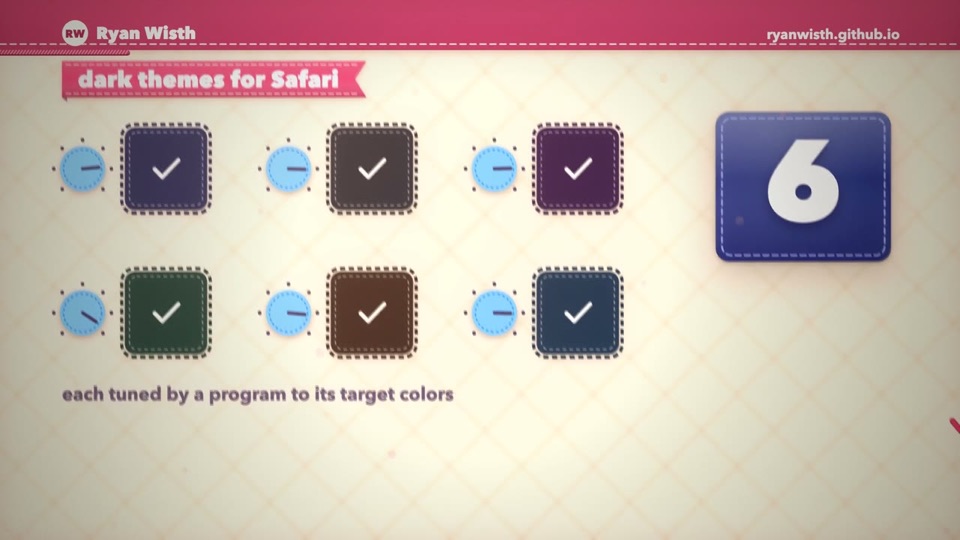 RW Ryan Wisth
ryanwisth.github.io
dark themes for Safari
6
each tuned by a program to its target colors